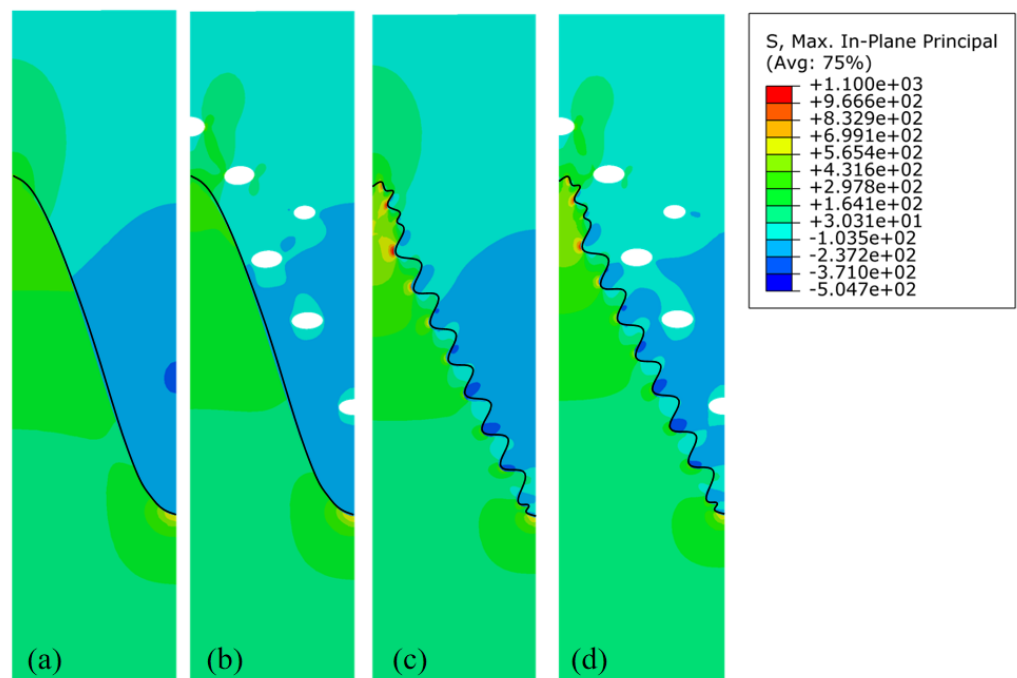 S, Max. In-Plane Principal
(Avg: 75%)
+1.100e+03
+9.666e+02
+8.329e+02
+6.991e+02
+5.654e+02
+4.316e+02
+2.978e+02
+1.641e+02
+3.031e+01
-1.035e+02
-2.372e+02
-3.710e+02
-5.047e+02
(a) (b) (c) (d)